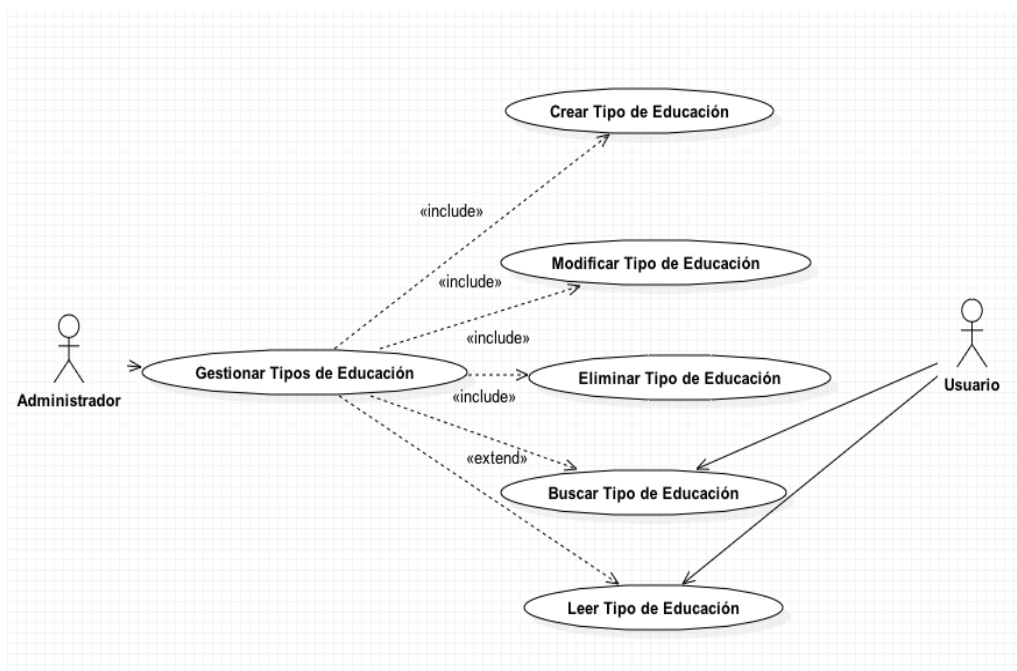 Crear Tipo de Educación
«include»
Modificar Tipo de Educación
«include»
«include»
Gestionar Tipos de Educación
Eliminar Tipo de Educación
Administrador
Usuario
«include»
«extend»
Buscar Tipo de Educación
Leer Tipo de Educación